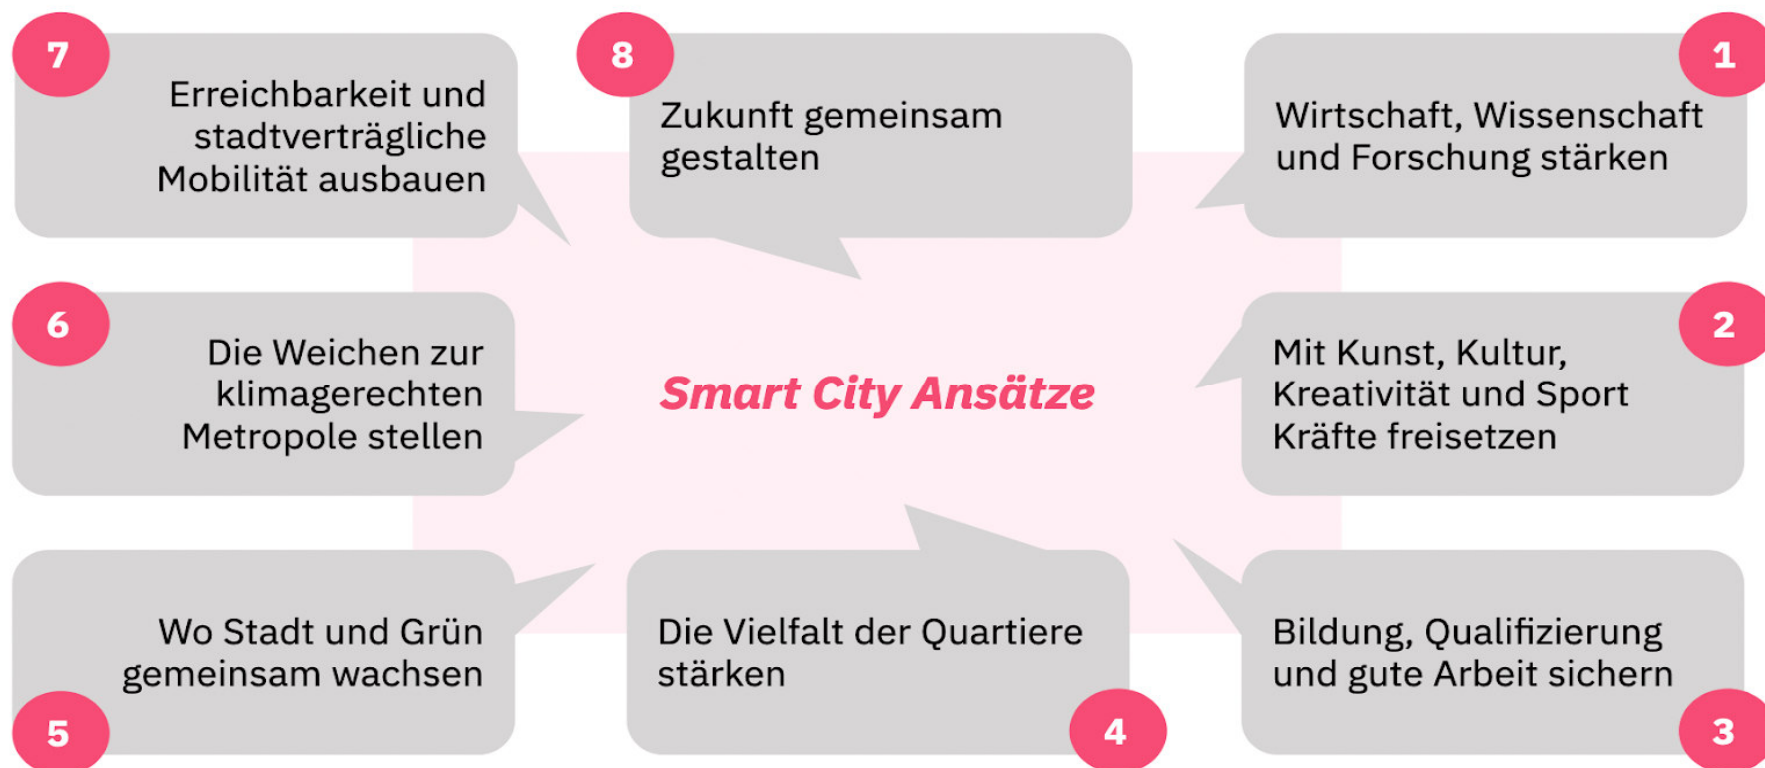 7
Erreichbarkeit und
stadtverträgliche
Mobilität ausbauen
8
Zukunft gemeinsam
gestalten
1
Wirtschaft, Wissenschaft
und Forschung stärken
6
Die Weichen zur
klimagerechten
Metropole stellen
Smart City Ansätze
2
Mit Kunst, Kultur,
Kreativität und Sport
Kräfte freisetzen
Wo Stadt und Grün
gemeinsam wachsen
5
Die Vielfalt der Quartiere
stärken
4
Bildung, Qualifizierung
und gute Arbeit sichern
3